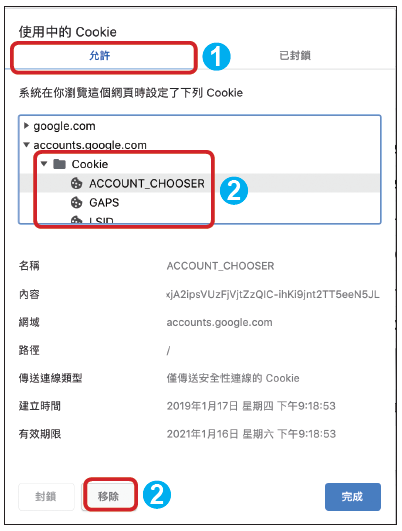 使用中的 Cookie
允許 1 已封鎖
系統在你瀏覽這個網頁時設定了下列 Cookie
google.com
accounts.google.com
Cookie
ACCOUNT_CHOOSER 2
GAPS
LSID
名稱 ACCOUNT_CHOOSER
內容 xjA2ipsVUzFjVjtZzQIC-ihKi9jnt2TT5eeN5JL
網域 accounts.google.com
路徑 /
傳送連線類型 僅傳送安全性連線的 Cookie
建立時間 2019年1月17日 星期四 下午9:18:53
有效期限 2021年1月16日 星期六 下午9:18:53
封鎖 移除 2 完成